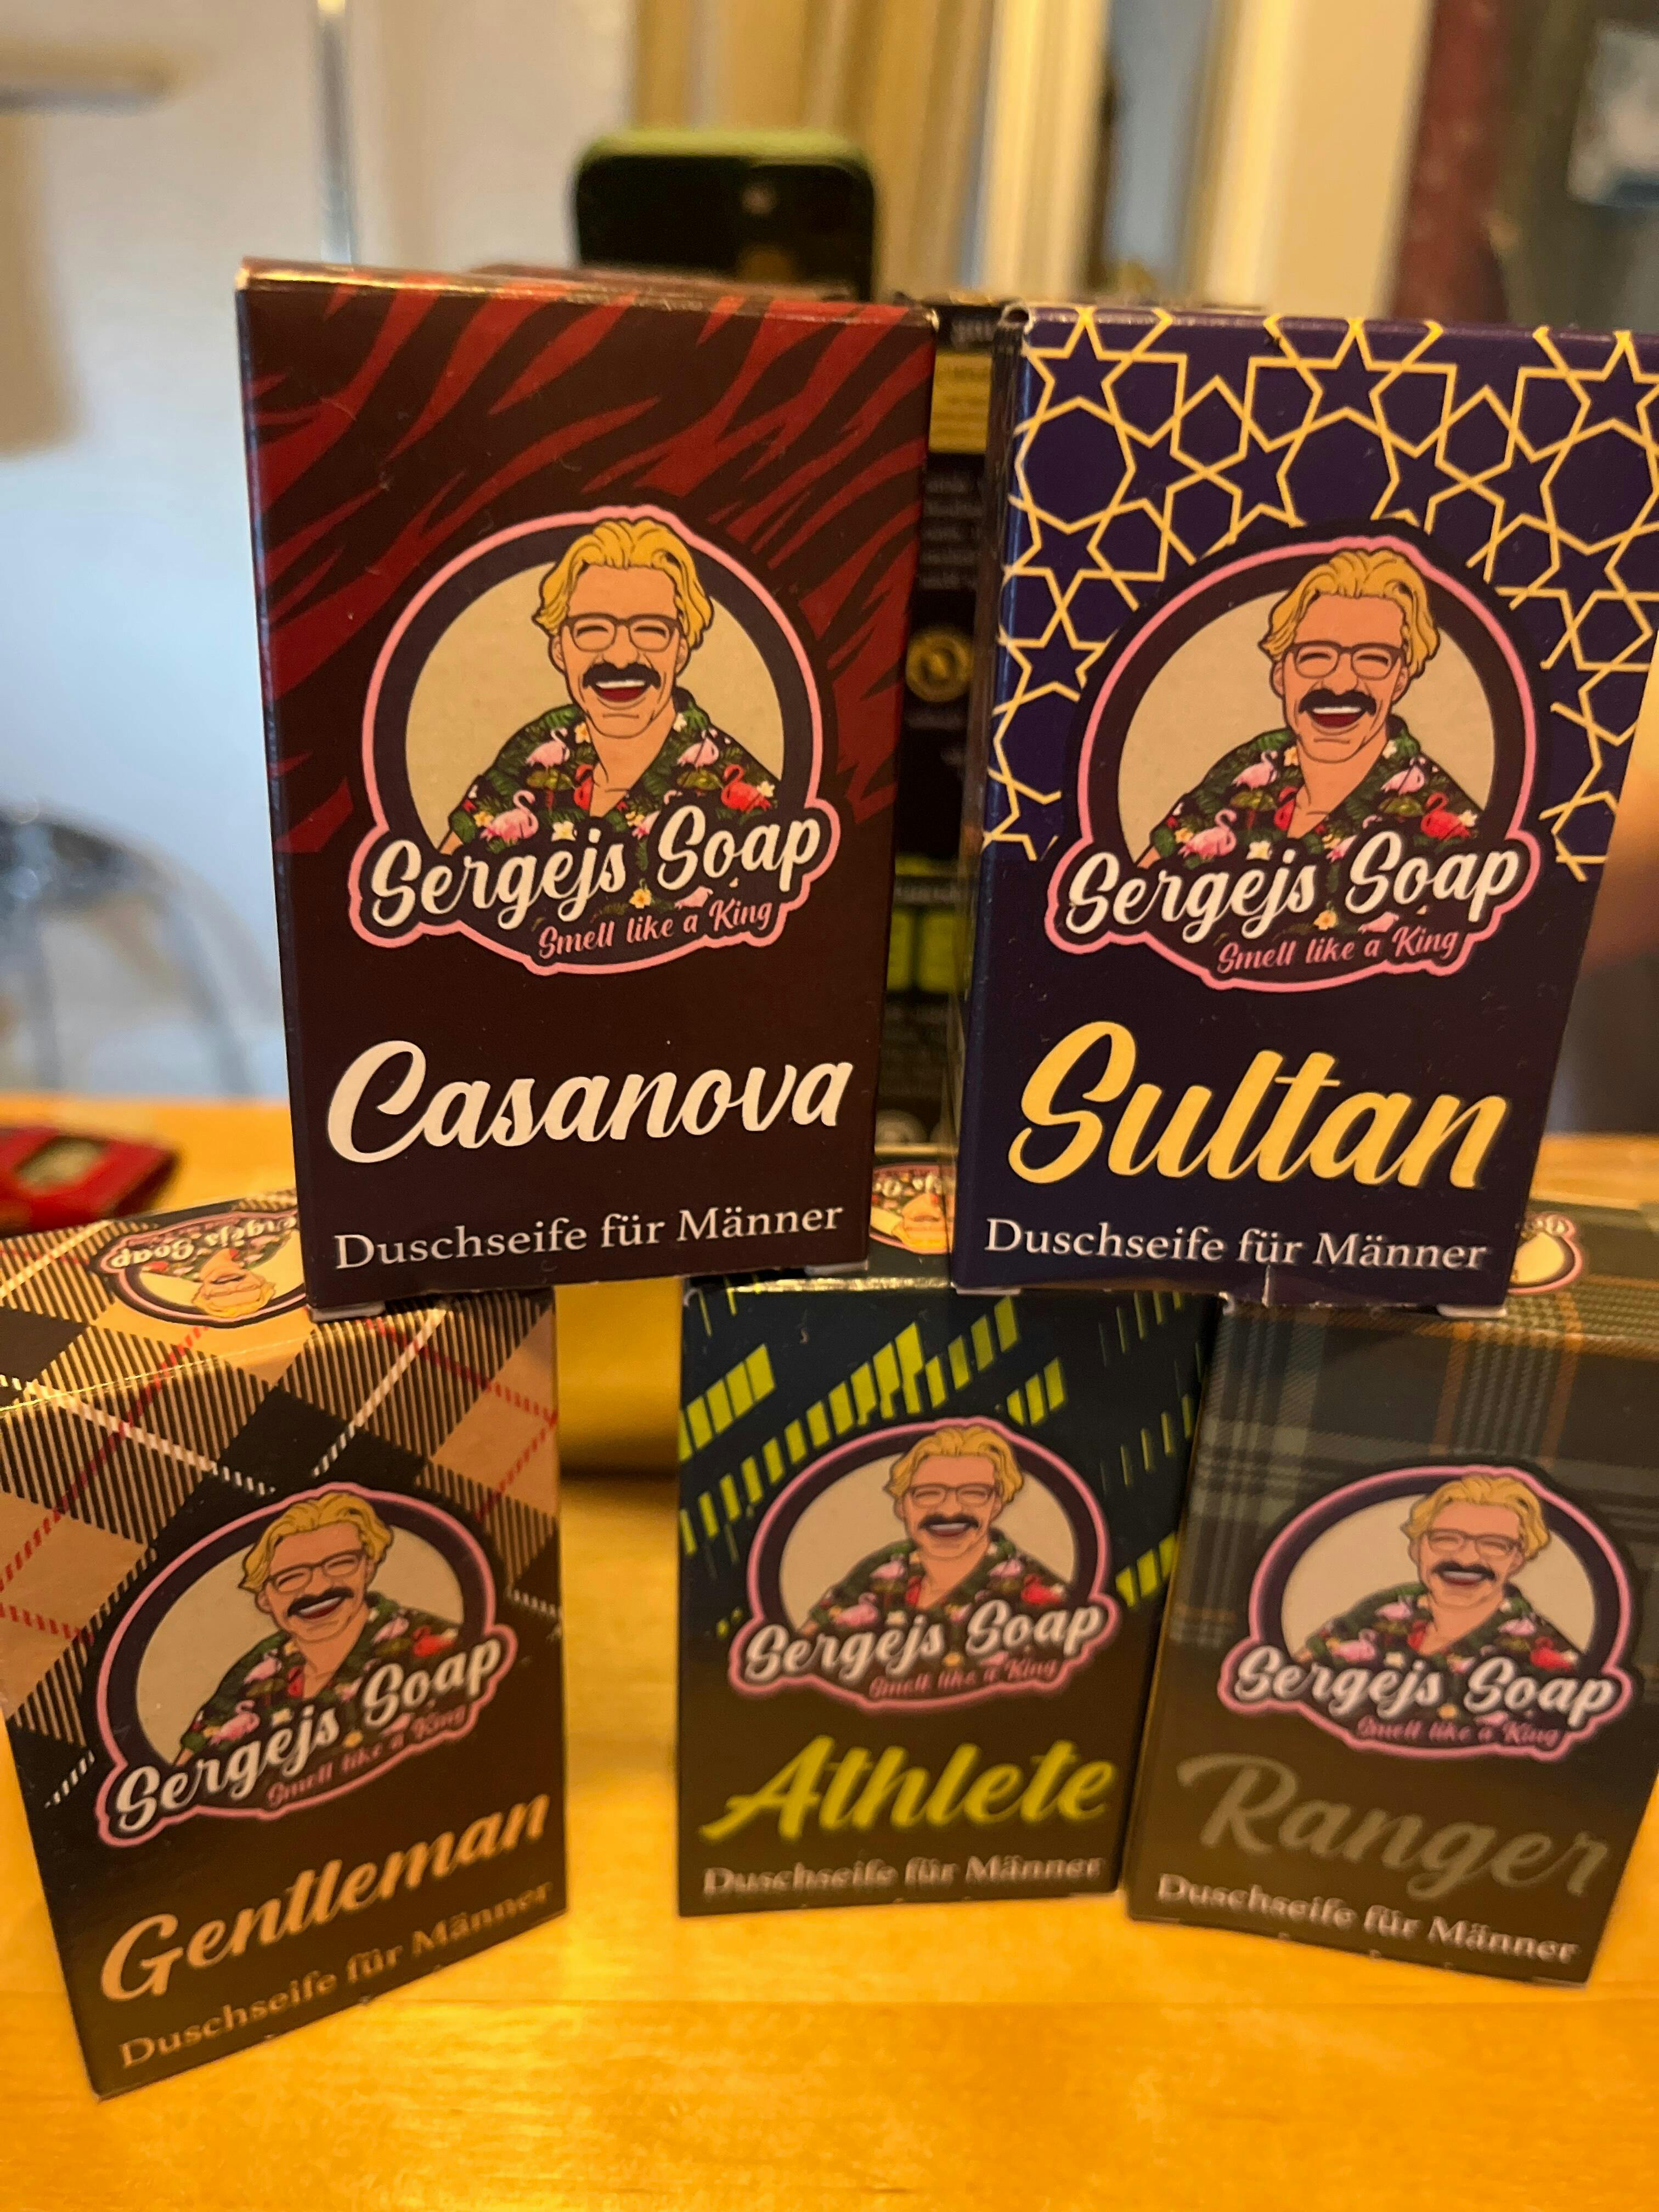 Sergejs Soap
Smell like a King
Casanova
Duschseife für Männer
Sergejs Soap
Smell like a King
Sultan
Duschseife für Männer
Sergejs Soap
Sergejs Soap
Smell like a King
Gentleman
Duschseife für Männer
Sergejs Soap
Smell like a King
Athlete
Duschseife für Männer
Sergejs Soap
Smell like a King
Ranger
Duschseife für Männer